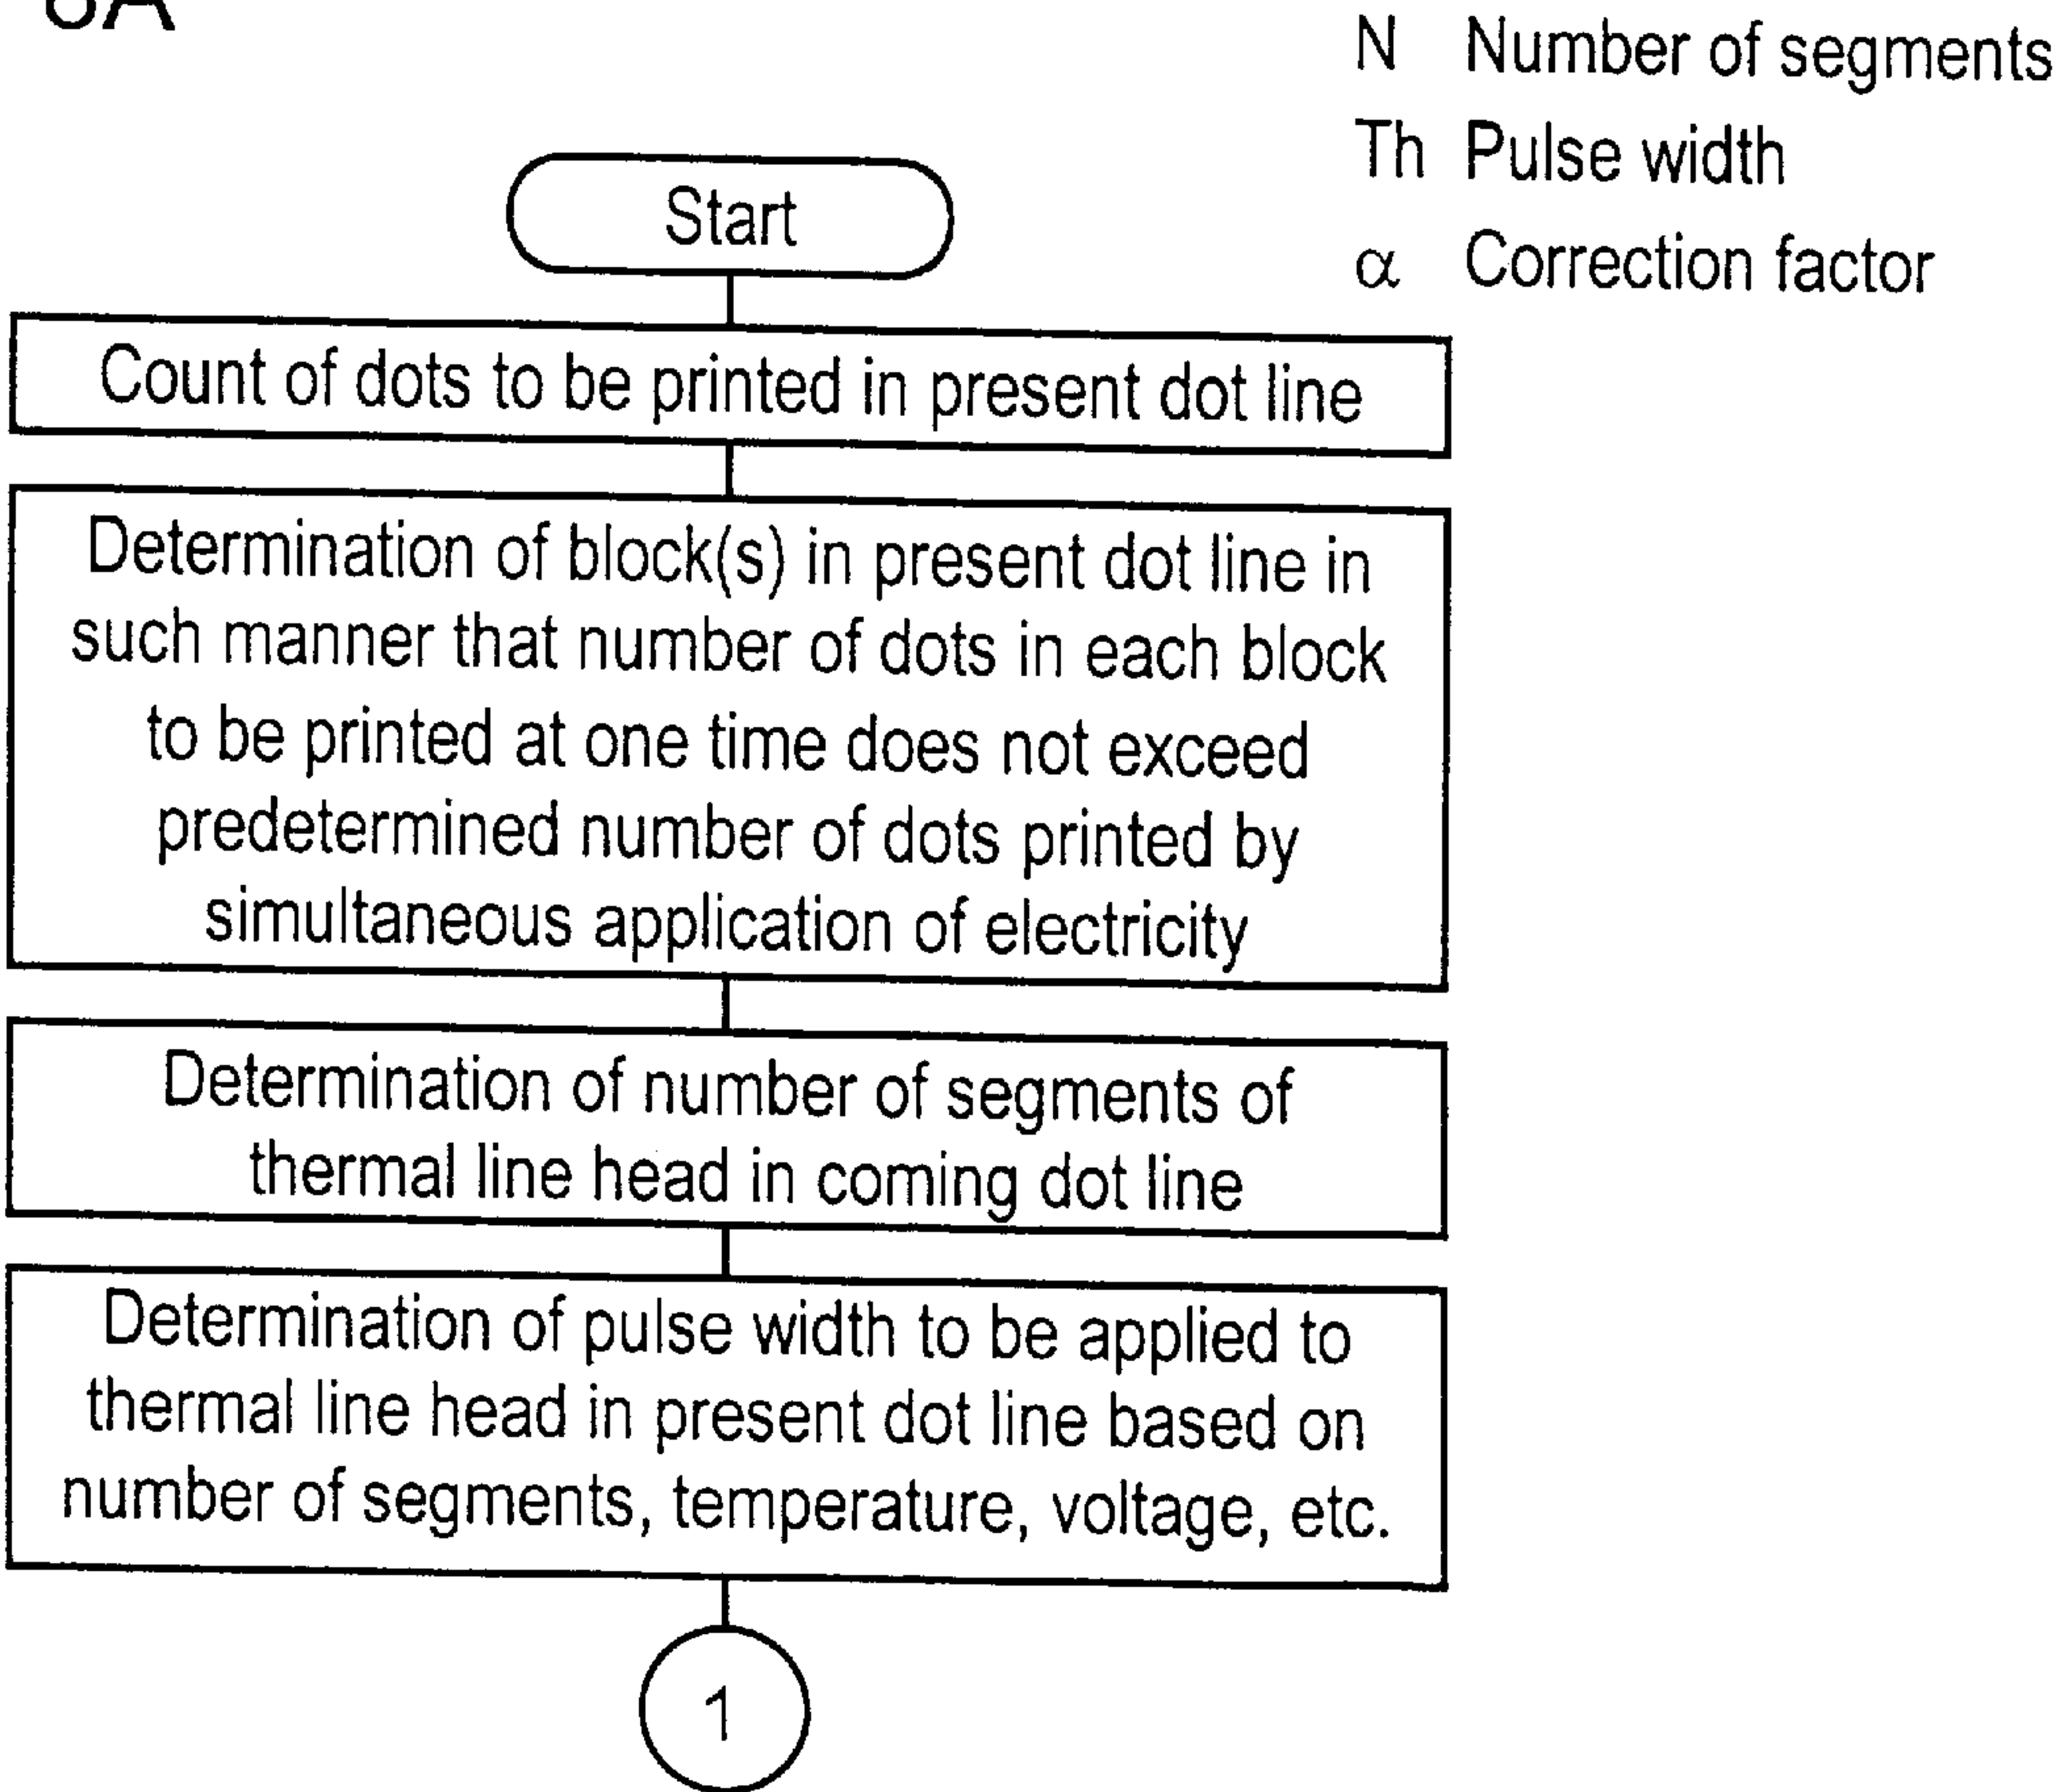 N Number of segments
Th Pulse width
α Correction factor
Start
Count of dots to be printed in present dot line
Determination of block(s) in present dot line in
such manner that number of dots in each block
to be printed at one time does not exceed
predetermined number of dots printed by
simultaneous application of electricity
Determination of number of segments of
thermal line head in coming dot line
Determination of pulse width to be applied to
thermal line head in present dot line based on
number of segments, temperature, voltage, etc.
1